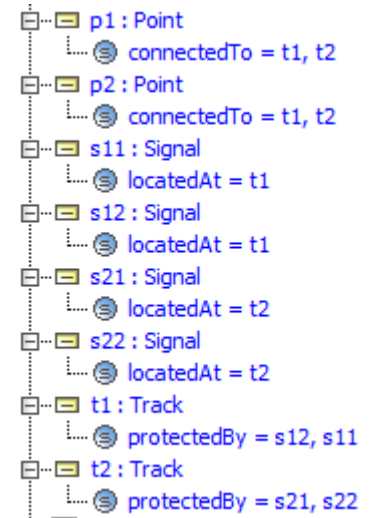 p1 : Point
connectedTo = t1, t2
p2 : Point
connectedTo = t1, t2
s11 : Signal
locatedAt = t1
s12 : Signal
locatedAt = t1
s21 : Signal
locatedAt = t2
s22 : Signal
locatedAt = t2
t1 : Track
protectedBy = s12, s11
t2 : Track
protectedBy = s21, s22